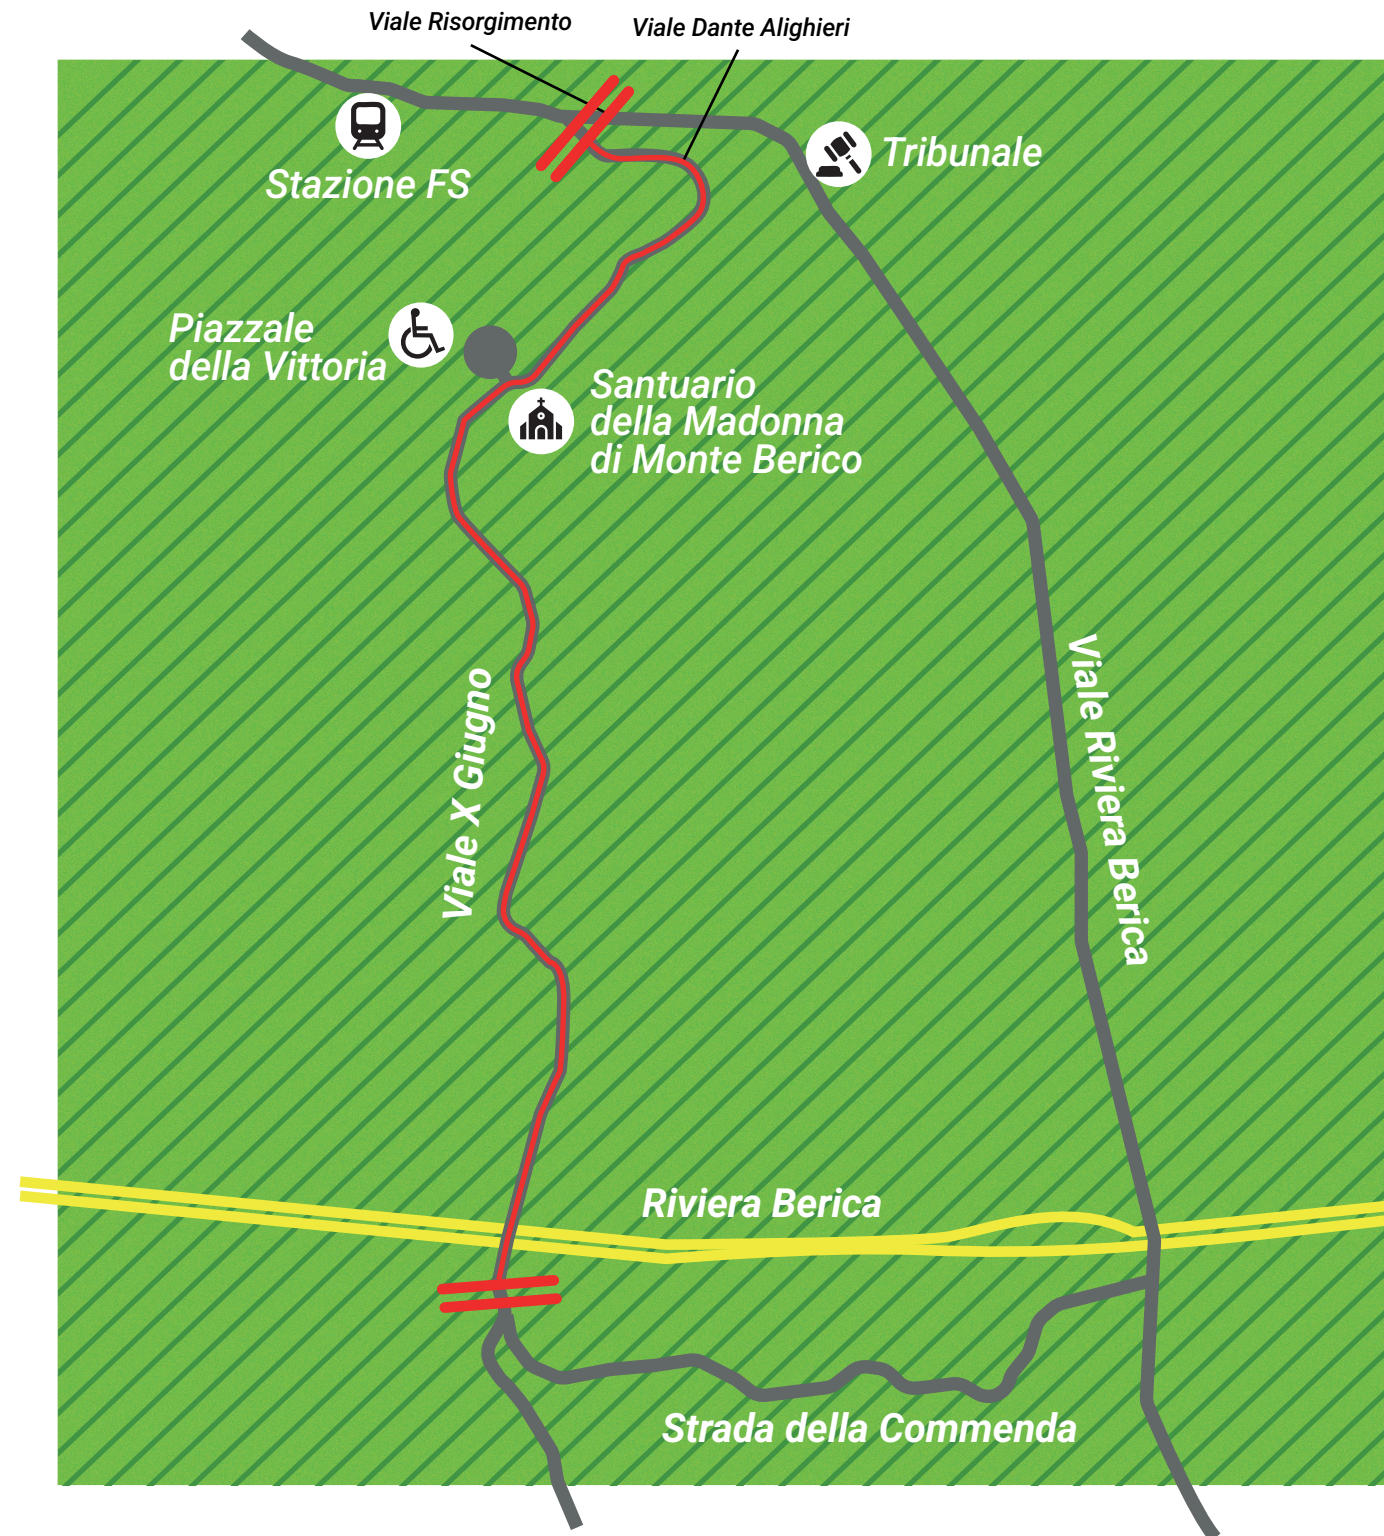 Viale Risorgimento
Viale Dante Alighieri
Tribunale
Stazione FS
Piazzale
della Vittoria
Santuario
della Madonna
di Monte Berico
Viale X Giugno
Viale Riviera Berica
Riviera Berica
Strada della Commenda